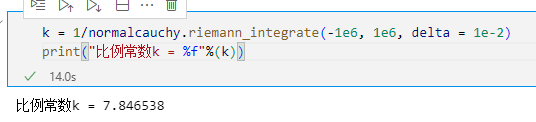 k = 1/normalcauchy.riemann_integrate(-1e6, 1e6, delta = 1e-2)
print("比例常数k = %f"%(k))
14.0s
比例常数k = 7.846538